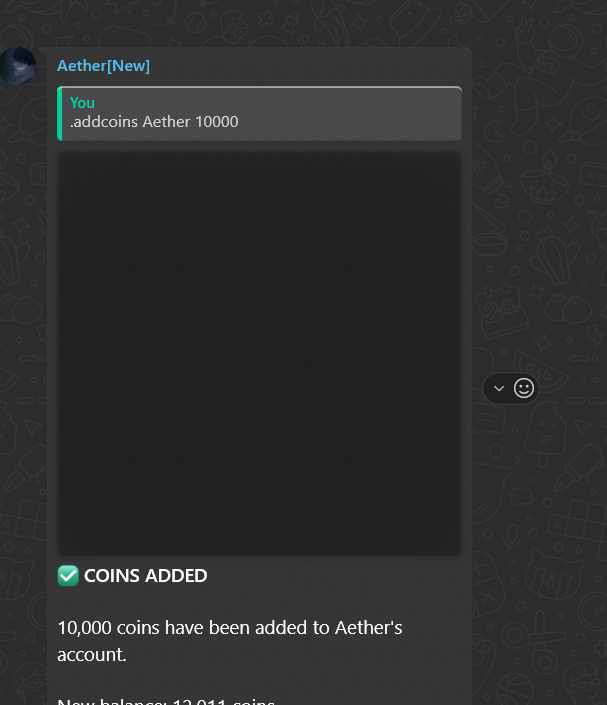 Aether[New]
You
.addcoins Aether 10000
✅ COINS ADDED
10,000 coins have been added to Aether's
account.
New balance: 12,011 coins